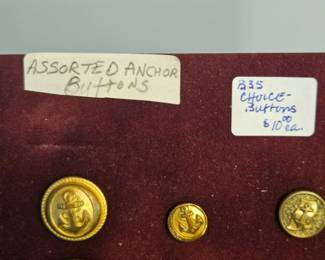 ASSORTED ANCHOR
BUTTONS
B35
CHOICE-
Buttons
$10.00 ea.